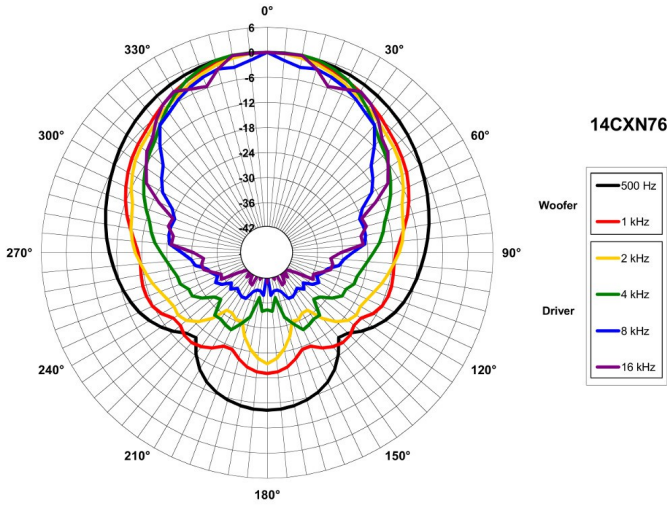 0°
6
0
-6
-12
-18
-24
-30
-36
-42
330°
30°
300°
60°
270°
90°
240°
120°
210°
150°
180°
14CXN76
Woofer
500 Hz
1 kHz
Driver
2 kHz
4 kHz
8 kHz
16 kHz